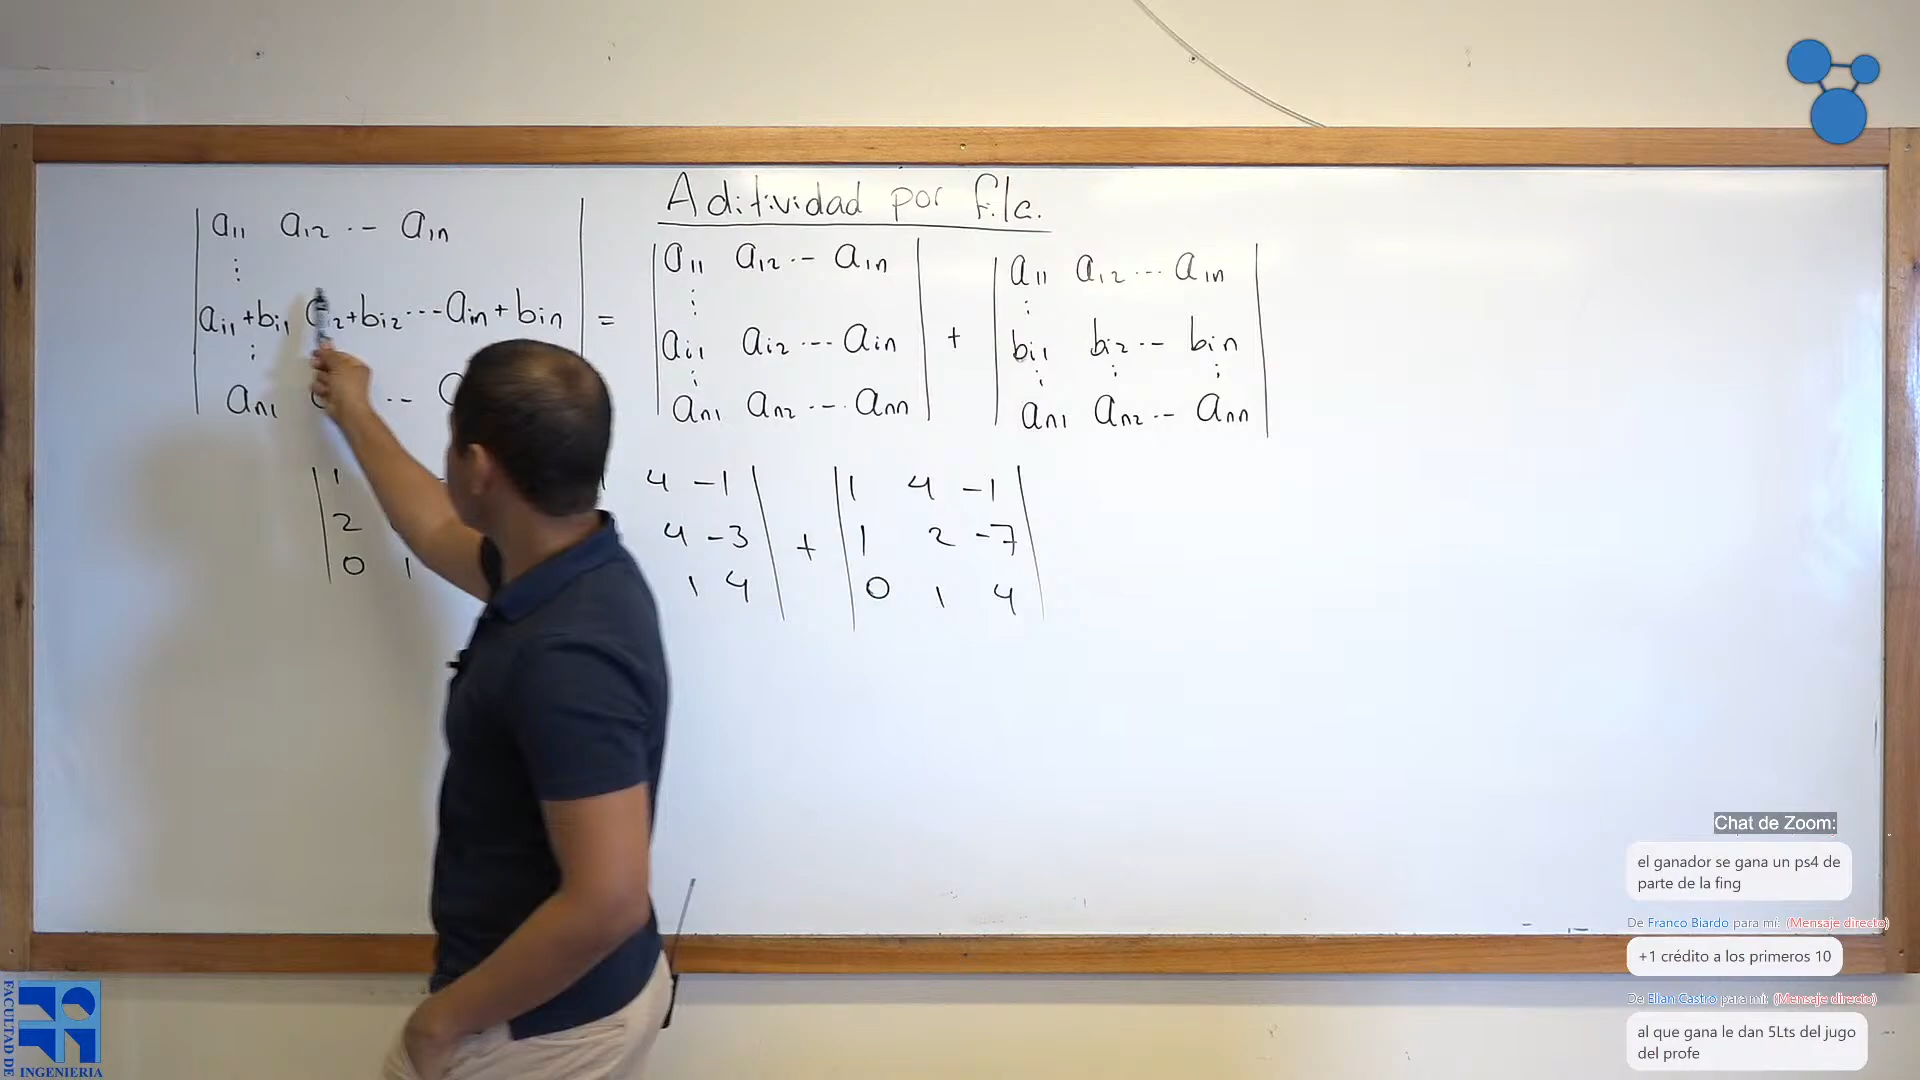 Aditividad por fila.
| a11 a12 ·-- a1n |
⋮
| ai1+bi1 ai2+bi2 ··-- ain+bin | =
⋮
an1 ·--
| a11 a12 ··-- a1n |
⋮
| ai1 ai2 --- ain | +
⋮
| an1 an2 --· ann |
| a11 a12 --- a1n |
⋮
| bi1 bi2 --- bin |
⋮ ⋮ ⋮
| an1 an2 --- ann |
| 1
| 2
| 0 1
4 -1 |
4 -3 | +
1 4 |
| 1 4 -1 |
| 1 2 -7 |
| 0 1 4 |
Chat de Zoom:
el ganador se gana un ps4 de
parte de la fing
De Franco Biardo para mí: (Mensaje directo)
+1 crédito a los primeros 10
De Elian Castro para mí: (Mensaje directo)
al que gana le dan 5Lts del jugo
del profe
FACULTAD DE
INGENIERIA